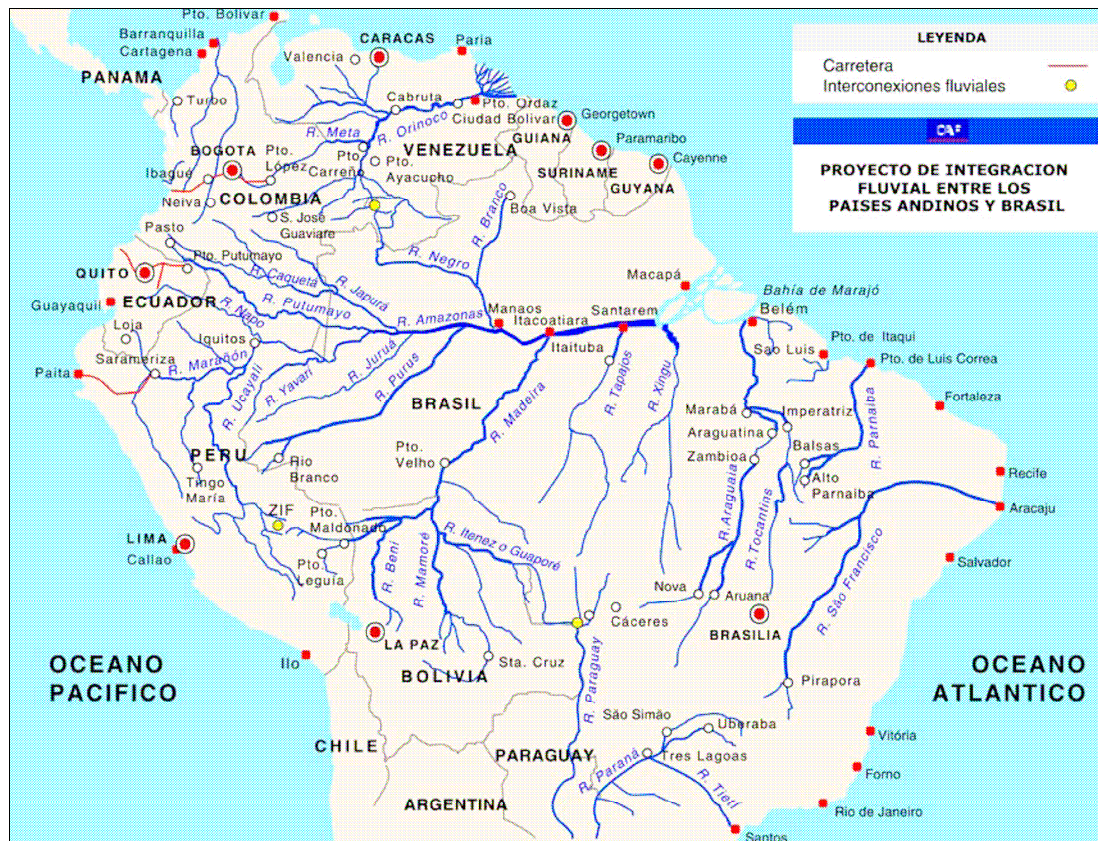 Pto. Bolivar
Barranquilla
Cartagena
PANAMA
Turbo
Valencia
CARACAS
Paria
Cabruta
Pto. Ordaz
Ciudad Bolivar
R. Meta
R. Orinoco
Georgetown
GUIANA
Paramanbo
SURINAME
Cayenne
GUYANA
BOGOTA
Pto.
López
Pto.
Carreño
Pto.
Ayacucho
VENEZUELA
Ibague
COLOMBIA
Neiva
S. José
Guaviare
R. Branco
Boa Vista
Pasto
Pto. Putumayo
R. Negro
QUITO
R. Caquetá
R. Japurá
R. Putumayo
Guayaquil
ECUADOR
R. Napo
Loja
Iquitos
Sarameriza
R. Marañón
Paita
R. Amazonas
Manaos
Itacoatiara
Santarem
Macapá
Bahía de Marajó
Belém
Itaituba
Sao Luis
Pto. de Itaqui
Pto. de Luis Correa
Fortaleza
R. Ucayali
R. Yavari
R. Juruá
R. Purus
BRASIL
R. Madeira
R. Tapajos
R. Xingu
Marabá
Imperatriz
Araguatina
Balsas
Zambioa
Alto
Parnaiba
R. Parnaiba
Recife
Aracaju
PERU
Rio
Branco
Pto.
Velho
Tingo
María
ZIF
Pto.
Maldonado
LIMA
Callao
Pto.
Leguía
R. Beni
R. Mamoré
R. Itenez o Guaporé
R.Araguaia
R.Tocantins
R. São Francisco
Salvador
Nova
Aruana
BRASILIA
Cáceres
LA PAZ
Ilo
Sta. Cruz
BOLIVIA
R. Paraguay
Pirapora
OCEANO
PACIFICO
OCEANO
ATLANTICO
CHILE
PARAGUAY
São Simão
Uberaba
Tres Lagoas
R. Paraná
R. Tietí
Vitória
Forno
Rio de Janeiro
Santos
ARGENTINA
LEYENDA
Carretera
Interconexiones fluviales
CAF
PROYECTO DE INTEGRACION
FLUVIAL ENTRE LOS
PAISES ANDINOS Y BRASIL